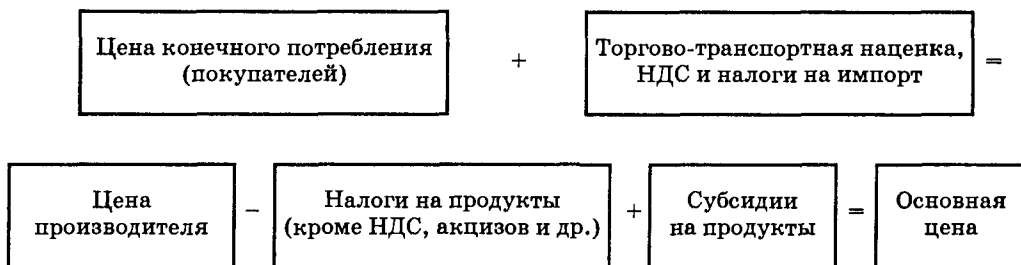 Цена конечного потребления
(покупателей)
+
Торгово-транспортная наценка,
НДС и налоги на импорт
=
Цена
производителя
−
Налоги на продукты
(кроме НДС, акцизов и др.)
+
Субсидии
на продукты
=
Основная
цена